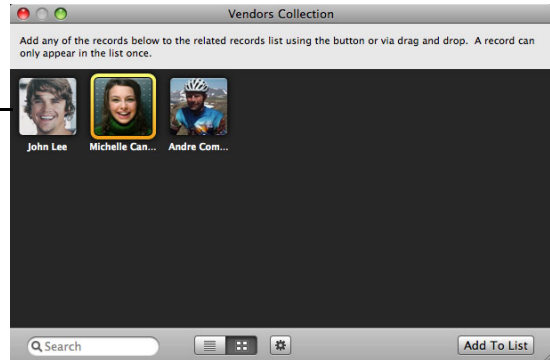 Vendors Collection
Add any of the records below to the related records list using the button or via drag and drop.  A record can
only appear in the list once.
John Lee
Michelle Can...
Andre Com...
Search
Add To List